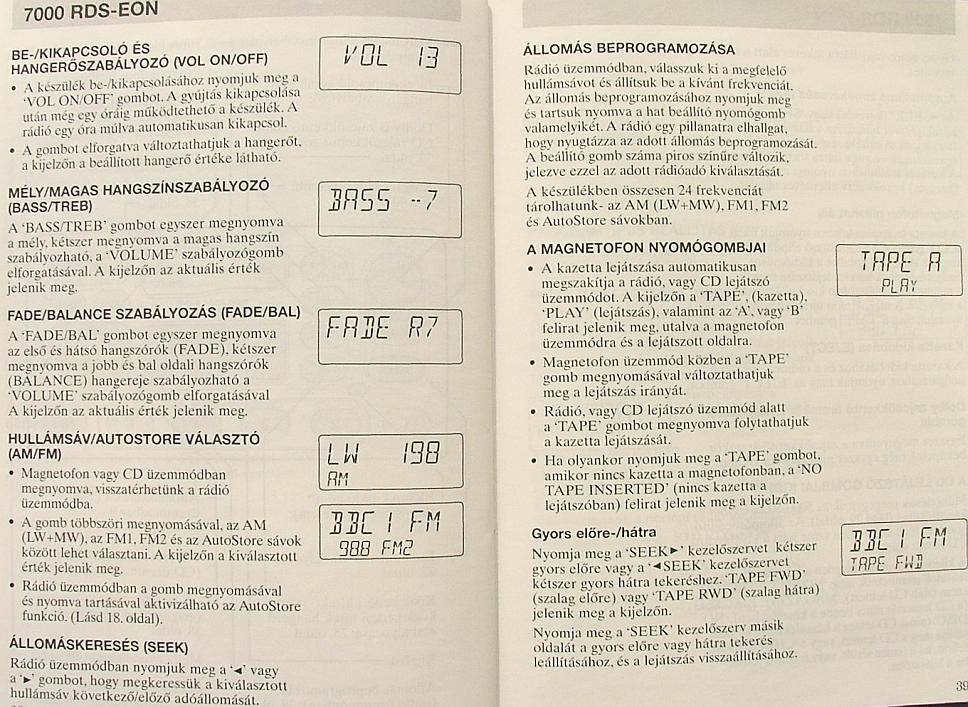 7000 RDS-EON
BE-/KIKAPCSOLÓ ÉS
HANGERŐSZABÁLYOZÓ (VOL ON/OFF)
• A készülék be-/kikapcsolásához nyomjuk meg a
'VOL ON/OFF' gombot. A gyújtás kikapcsolása
után még egy óráig működtethető a készülék. A
rádió egy óra múlva automatikusan kikapcsol.
• A gombot elforgatva változtathatjuk a hangerőt,
a kijelzőn a beállított hangerő értéke látható.
VOL 13
MÉLY/MAGAS HANGSZÍNSZABÁLYOZÓ
(BASS/TREB)
A 'BASS/TREB' gombot egyszer megnyomva
a mély, kétszer megnyomva a magas hangszín
szabályozható, a 'VOLUME' szabályozógomb
elforgatásával. A kijelzőn az aktuális érték
jelenik meg.
BASS -7
FADE/BALANCE SZABÁLYOZÁS (FADE/BAL)
A 'FADE/BAL' gombot egyszer megnyomva
az első és hátsó hangszórók (FADE), kétszer
megnyomva a jobb és bal oldali hangszórók
(BALANCE) hangereje szabályozható a
'VOLUME' szabályozógomb elforgatásával
A kijelzőn az aktuális érték jelenik meg.
FADE R7
HULLÁMSÁV/AUTOSTORE VÁLASZTÓ
(AM/FM)
• Magnetofon vagy CD üzemmódban
megnyomva, visszatérhetünk a rádió
üzemmódba.
• A gomb többszöri megnyomásával, az AM
(LW+MW), az FM1, FM2 és az AutoStore sávok
között lehet választani. A kijelzőn a kiválasztott
érték jelenik meg.
• Rádió üzemmódban a gomb megnyomásával
és nyomva tartásával aktivizálható az AutoStore
funkció. (Lásd 18. oldal).
LW 198
AM
BBC 1 FM
98.8 FM2
ÁLLOMÁSKERESÉS (SEEK)
Rádió üzemmódban nyomjuk meg a '◄' vagy
a '►' gombot, hogy megkeressük a kiválasztott
hullámsáv következő/előző adóállomását.
ÁLLOMÁS BEPROGRAMOZÁSA
Rádió üzemmódban, válasszuk ki a megfelelő
hullámsávot és állítsuk be a kívánt frekvenciát.
Az állomás beprogramozásához nyomjuk meg
és tartsuk nyomva a hat beállító nyomógomb
valamelyikét. A rádió egy pillanatra elhallgat,
hogy nyugtázza az adott állomás beprogramozását.
A beállító gomb száma piros színűre változik,
jelezve ezzel az adott rádióadó kiválasztását.
A készülékben összesen 24 frekvenciát
tárolhatunk- az AM (LW+MW), FM1, FM2
és AutoStore sávokban.
A MAGNETOFON NYOMÓGOMBJAI
• A kazetta lejátszása automatikusan
megszakítja a rádió, vagy CD lejátszó
üzemmódot. A kijelzőn a 'TAPE', (kazetta),
'PLAY' (lejátszás), valamint az 'A', vagy 'B'
felirat jelenik meg, utalva a magnetofon
üzemmódra és a lejátszott oldalra.
• Magnetofon üzemmód közben a 'TAPE'
gomb megnyomásával változtathatjuk
meg a lejátszás irányát.
• Rádió, vagy CD lejátszó üzemmód alatt
a 'TAPE' gombot megnyomva folytathatjuk
a kazetta lejátszását.
• Ha olyankor nyomjuk meg a 'TAPE' gombot,
amikor nincs kazetta a magnetofonban, a 'NO
TAPE INSERTED' (nincs kazetta a
lejátszóban) felirat jelenik meg a kijelzőn.
TAPE A
PLAY
Gyors előre-/hátra
Nyomja meg a 'SEEK►' kezelőszervet kétszer
gyors előre vagy a '◄SEEK' kezelőszervet
kétszer gyors hátra tekeréshez. 'TAPE FWD'
(szalag előre) vagy 'TAPE RWD' (szalag hátra)
jelenik meg a kijelzőn.
Nyomja meg a 'SEEK' kezelőszerv másik
oldalát a gyors előre vagy hátra tekerés
leállításához, és a lejátszás visszaállításához.
BBC 1 FM
TAPE FWD
39